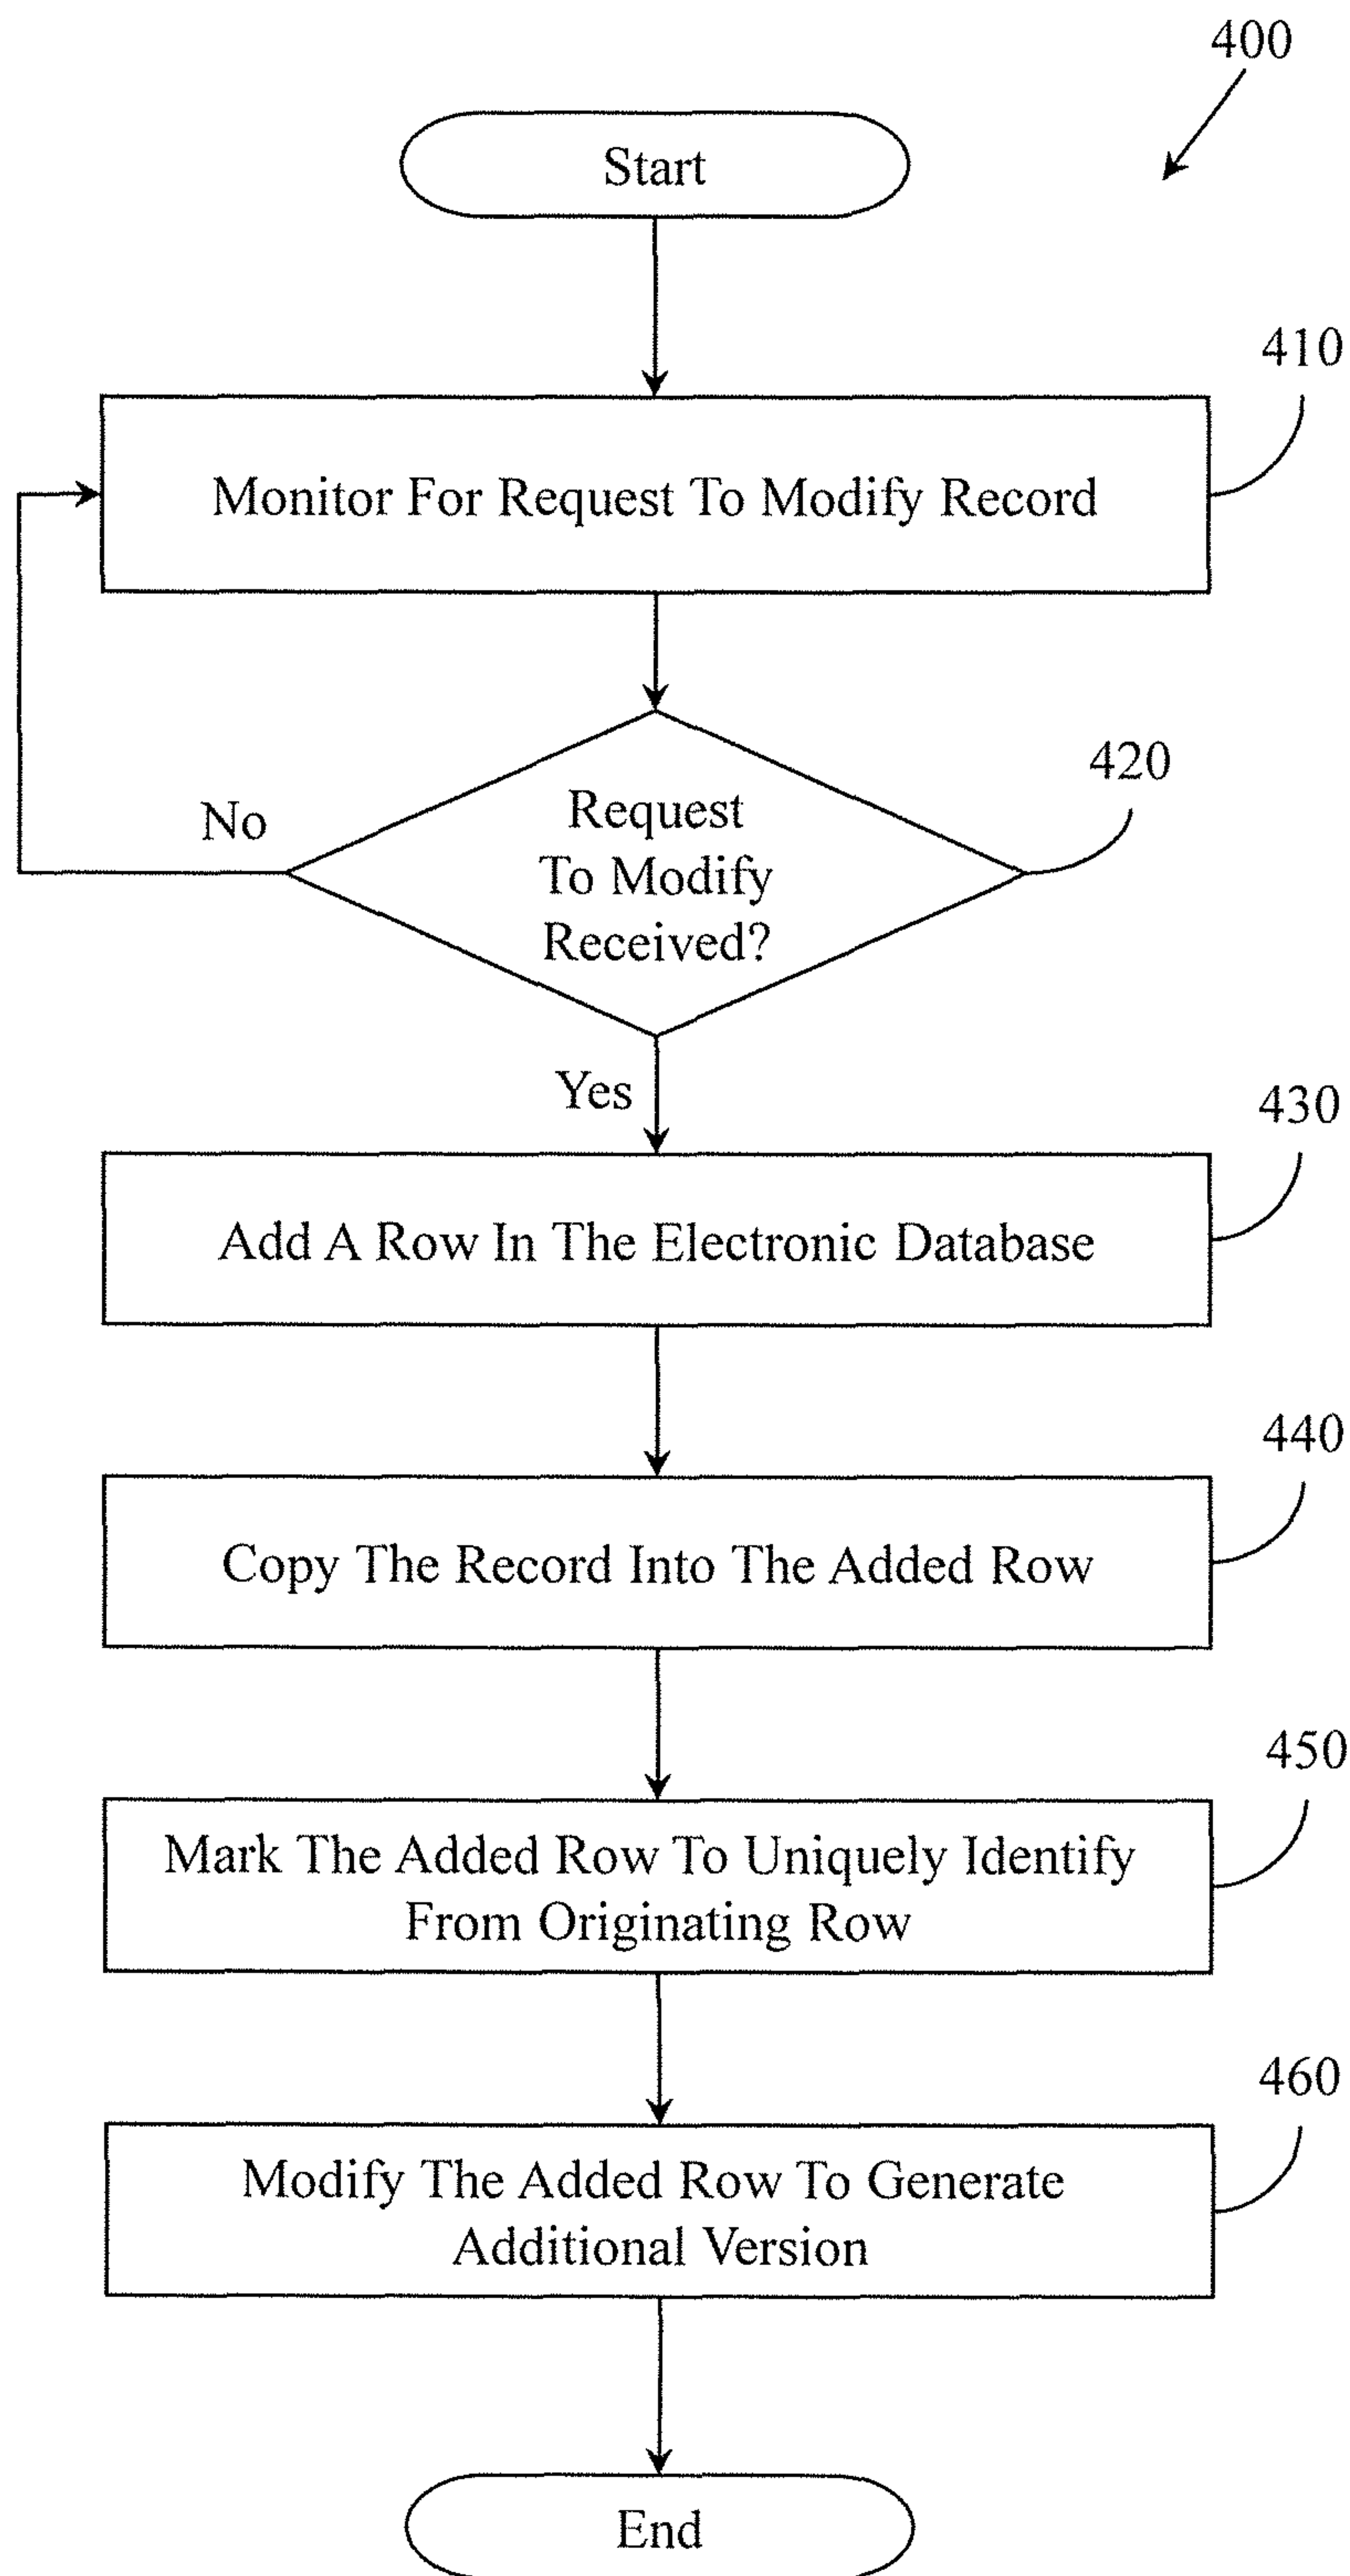 400
Start
410
Monitor For Request To Modify Record
420
No
Request
To Modify
Received?
Yes
430
Add A Row In The Electronic Database
440
Copy The Record Into The Added Row
450
Mark The Added Row To Uniquely Identify
From Originating Row
460
Modify The Added Row To Generate
Additional Version
End